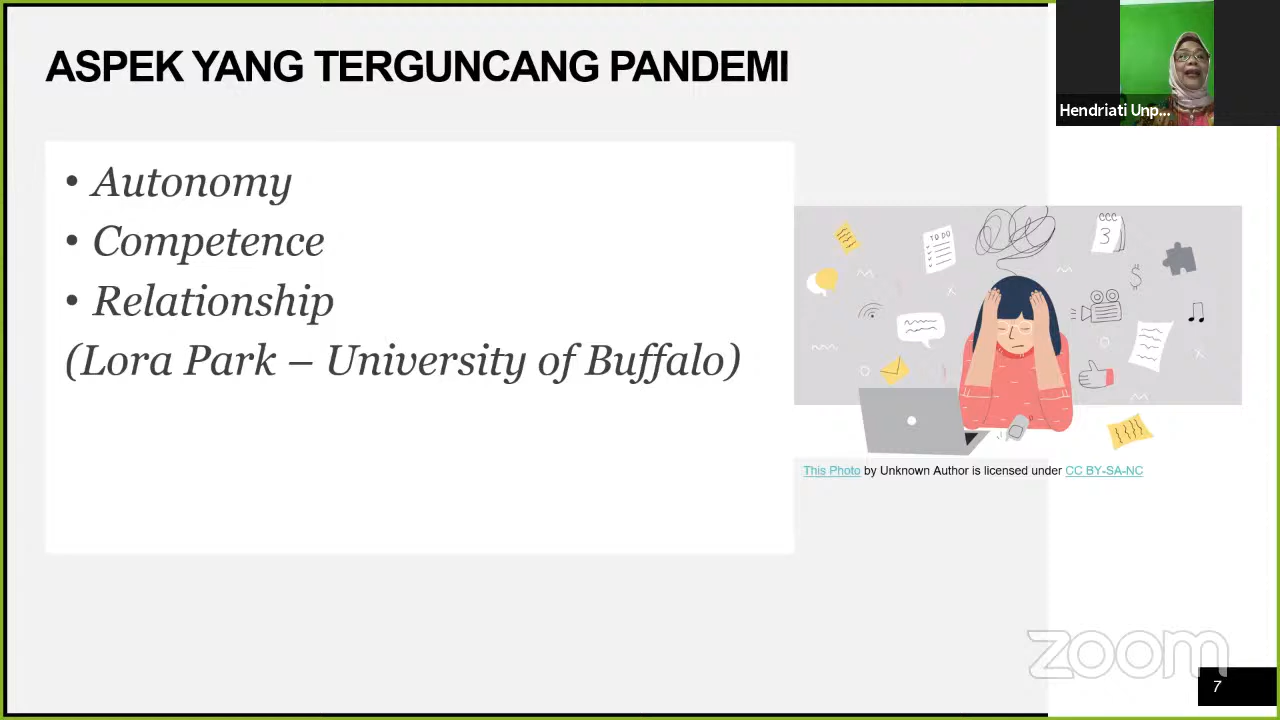 ASPEK YANG TERGUNCANG PANDEMI
Hendriati Unp...
• Autonomy
• Competence
• Relationship
(Lora Park – University of Buffalo)
TO DO
3
This Photo by Unknown Author is licensed under CC BY-SA-NC
zoom
7